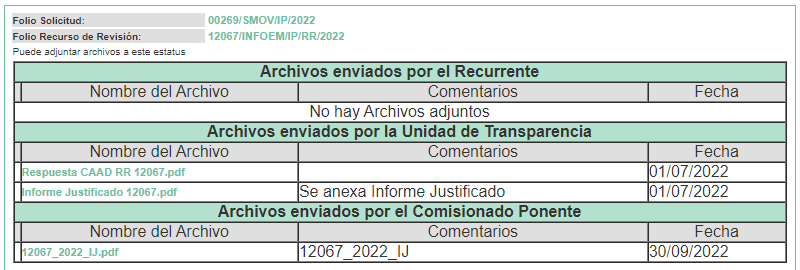 Folio Solicitud: 00269/SMOV/IP/2022
Folio Recurso de Revisión: 12067/INFOEM/IP/RR/2022
Puede adjuntar archivos a este estatus
Archivos enviados por el Recurrente
Nombre del Archivo Comentarios Fecha
No hay Archivos adjuntos
Archivos enviados por la Unidad de Transparencia
Nombre del Archivo Comentarios Fecha
Respuesta CAAD RR 12067.pdf 01/07/2022
Informe Justificado 12067.pdf Se anexa Informe Justificado 01/07/2022
Archivos enviados por el Comisionado Ponente
Nombre del Archivo Comentarios Fecha
12067_2022_IJ.pdf 12067_2022_IJ 30/09/2022